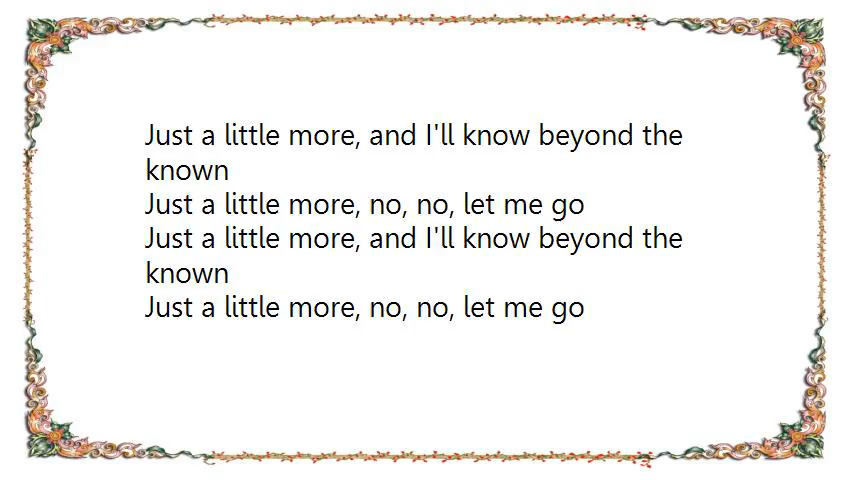 Just a little more, and I'll know beyond the
known
Just a little more, no, no, let me go
Just a little more, and I'll know beyond the
known
Just a little more, no, no, let me go